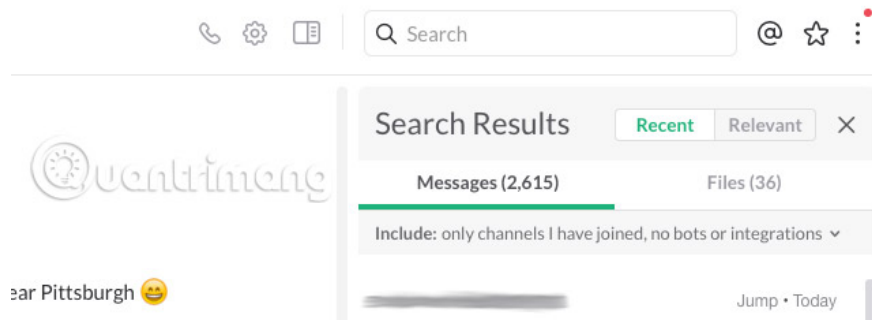 Search
Search Results
Recent
Relevant
Messages (2,615)
Files (36)
Include: only channels I have joined, no bots or integrations
Quantrimang
ear Pittsburgh 😄
Jump • Today